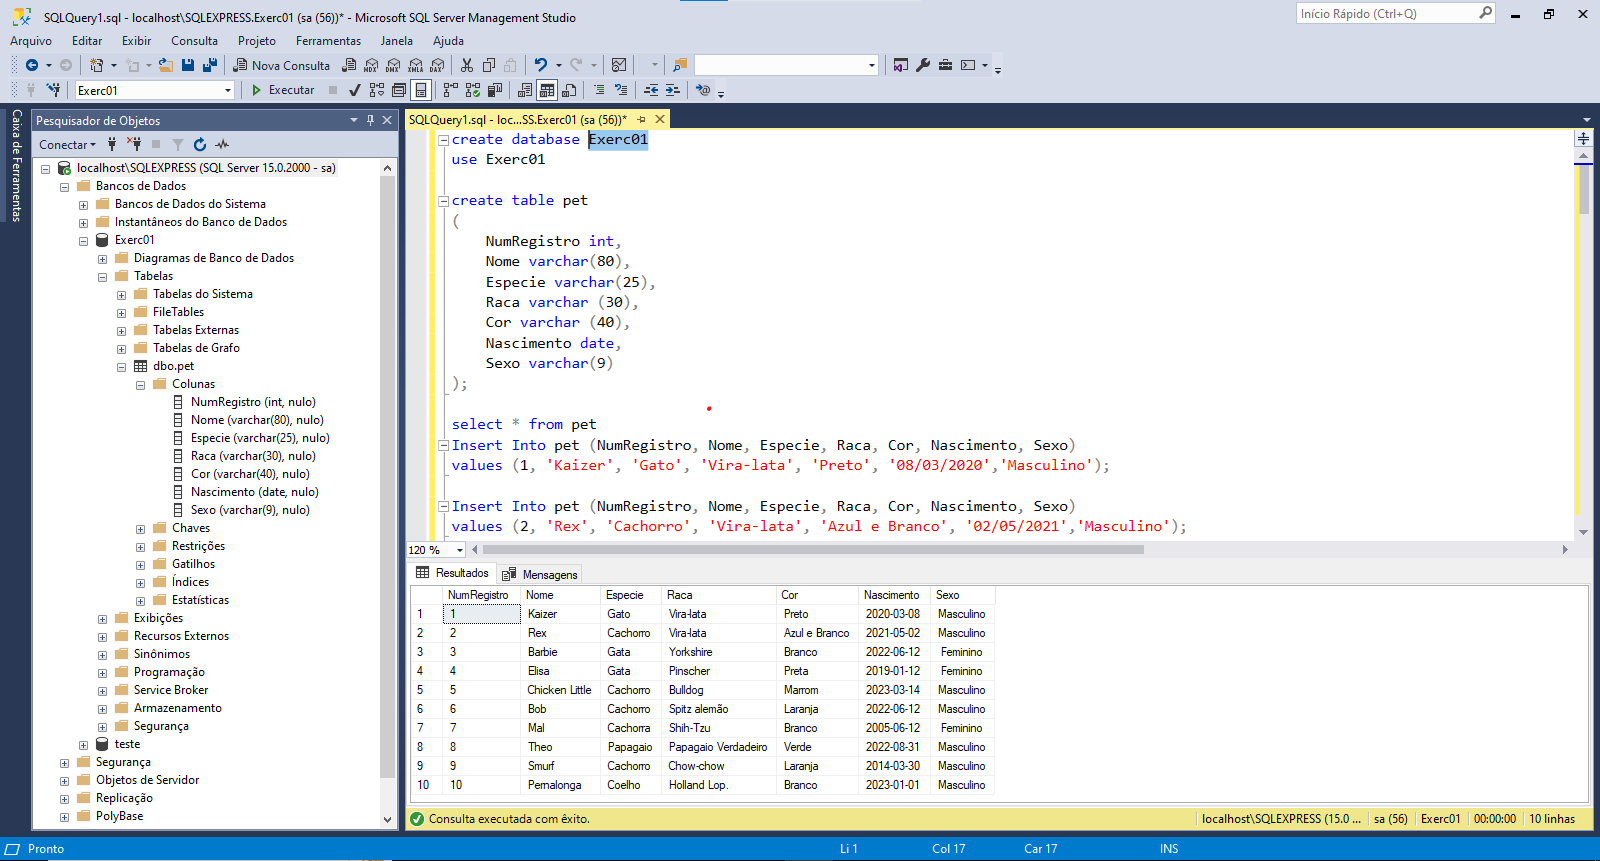 SQLQuery1.sql - localhost\SQLEXPRESS.Exerc01 (sa (56))* - Microsoft SQL Server Management Studio
Início Rápido (Ctrl+Q)
Arquivo Editar Exibir Consulta Projeto Ferramentas Janela Ajuda
Nova Consulta MDX DMX XMLA DAX
Exerc01 Executar
Caixa de Ferramentas
Pesquisador de Objetos
Conectar
localhost\SQLEXPRESS (SQL Server 15.0.2000 - sa)
Bancos de Dados
Bancos de Dados do Sistema
Instantâneos do Banco de Dados
Exerc01
Diagramas de Banco de Dados
Tabelas
Tabelas do Sistema
FileTables
Tabelas Externas
Tabelas de Grafo
dbo.pet
Colunas
NumRegistro (int, nulo)
Nome (varchar(80), nulo)
Especie (varchar(25), nulo)
Raca (varchar(30), nulo)
Cor (varchar(40), nulo)
Nascimento (date, nulo)
Sexo (varchar(9), nulo)
Chaves
Restrições
Gatilhos
Índices
Estatísticas
Exibições
Recursos Externos
Sinônimos
Programação
Service Broker
Armazenamento
Segurança
teste
Segurança
Objetos de Servidor
Replicação
PolyBase
SQLQuery1.sql - loc...SS.Exerc01 (sa (56))*
create database Exerc01
use Exerc01
create table pet
(
NumRegistro int,
Nome varchar(80),
Especie varchar(25),
Raca varchar (30),
Cor varchar (40),
Nascimento date,
Sexo varchar(9)
);
select * from pet
Insert Into pet (NumRegistro, Nome, Especie, Raca, Cor, Nascimento, Sexo)
values (1, 'Kaizer', 'Gato', 'Vira-lata', 'Preto', '08/03/2020','Masculino');
Insert Into pet (NumRegistro, Nome, Especie, Raca, Cor, Nascimento, Sexo)
values (2, 'Rex', 'Cachorro', 'Vira-lata', 'Azul e Branco', '02/05/2021','Masculino');
120 %
Resultados Mensagens
NumRegistro Nome Especie Raca Cor Nascimento Sexo
1 1 Kaizer Gato Vira-lata Preto 2020-03-08 Masculino
2 2 Rex Cachorro Vira-lata Azul e Branco 2021-05-02 Masculino
3 3 Barbie Gata Yorkshire Branco 2022-06-12 Feminino
4 4 Elisa Gata Pinscher Preta 2019-01-12 Feminino
5 5 Chicken Little Cachorro Bulldog Marrom 2023-03-14 Masculino
6 6 Bob Cachorro Spitz alemão Laranja 2022-06-12 Masculino
7 7 Mal Cachorra Shih-Tzu Branco 2005-06-12 Feminino
8 8 Theo Papagaio Papagaio Verdadeiro Verde 2022-08-31 Masculino
9 9 Smurf Cachorro Chow-chow Laranja 2014-03-30 Masculino
10 10 Pernalonga Coelho Holland Lop. Branco 2023-01-01 Masculino
Consulta executada com êxito. localhost\SQLEXPRESS (15.0 ... sa (56) Exerc01 00:00:00 10 linhas
Pronto Li 1 Col 17 Car 17 INS